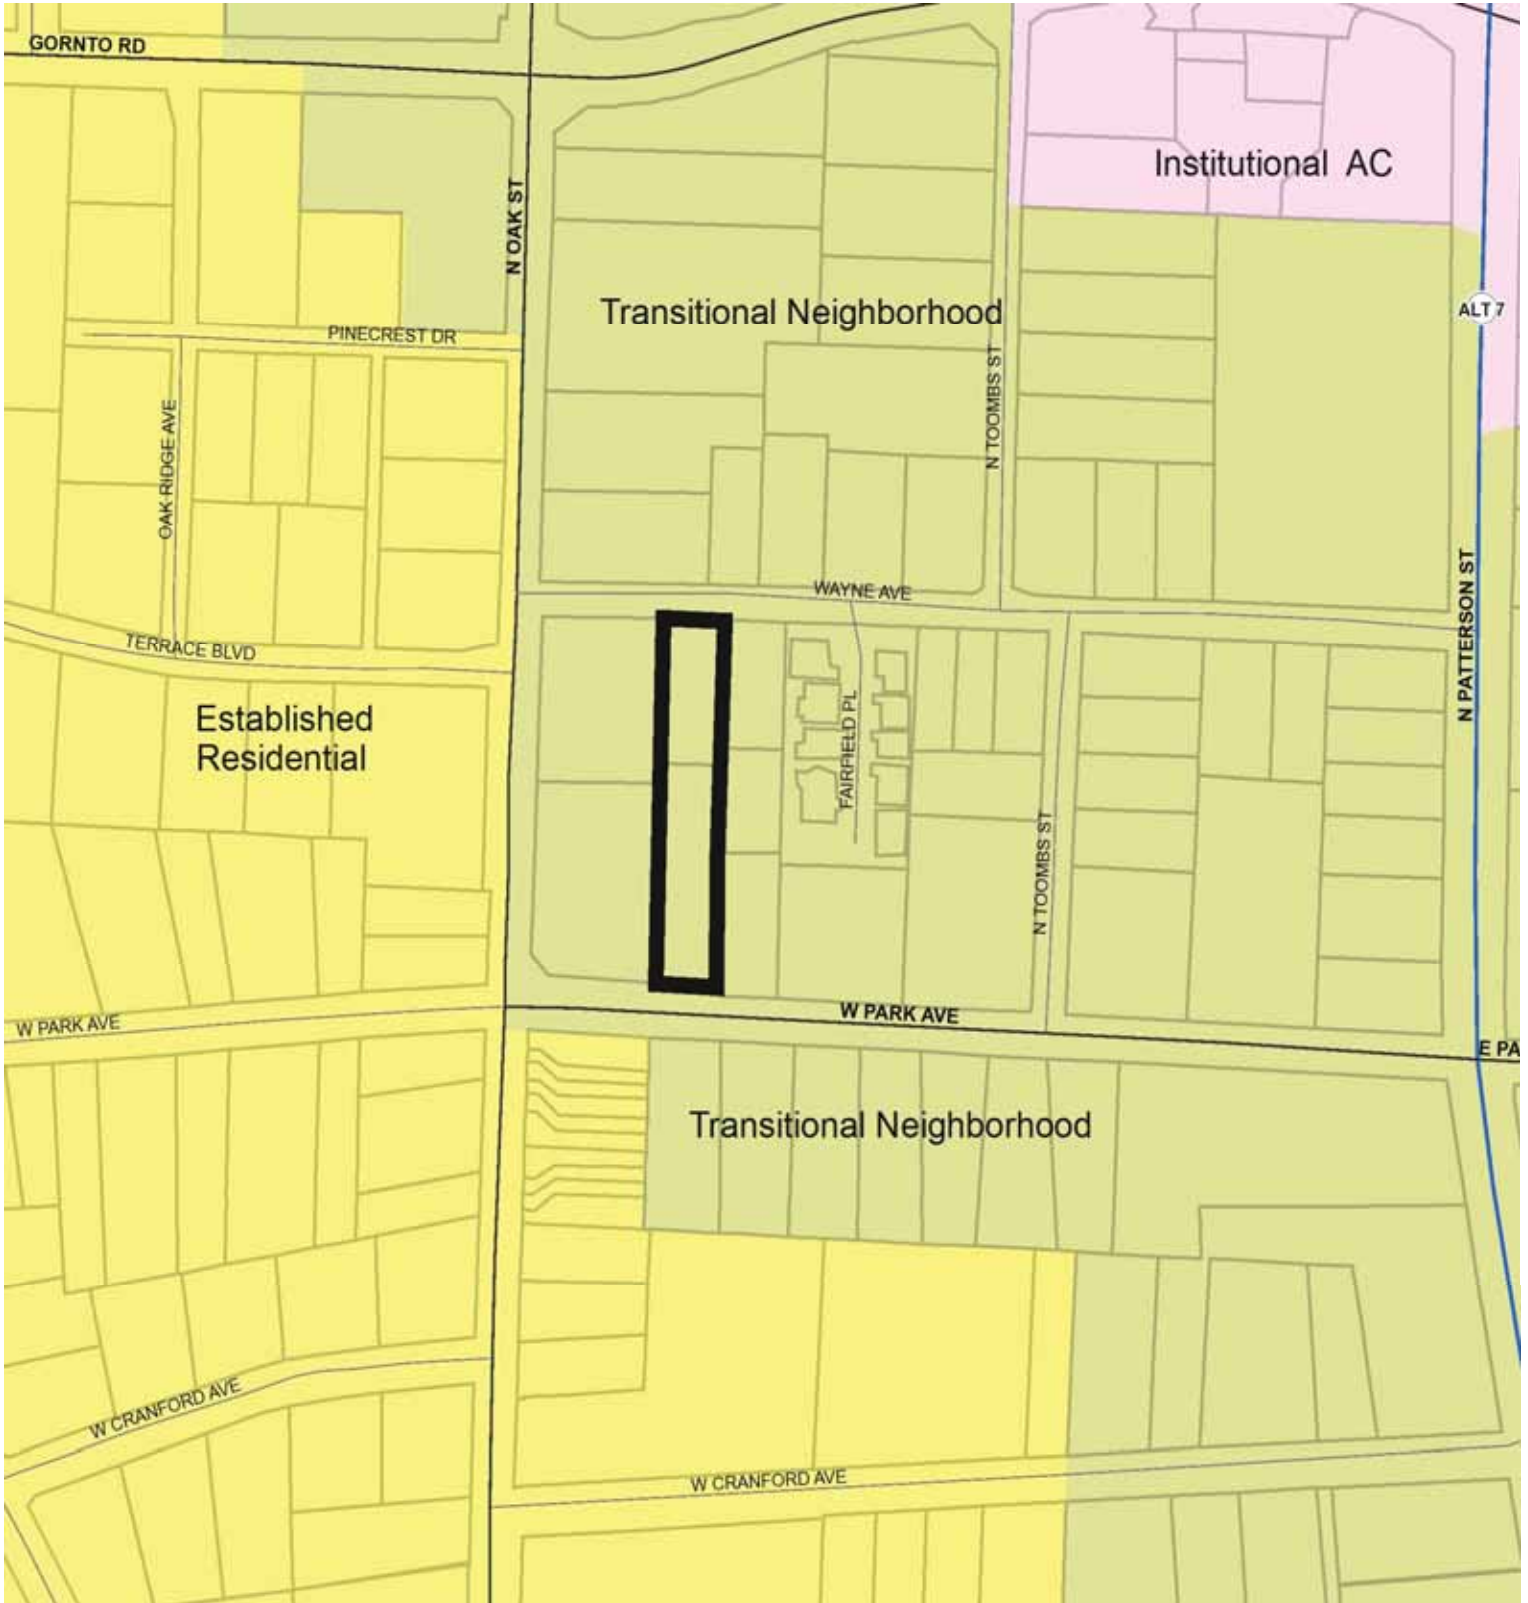 GORNTO RD
Institutional AC
N OAK ST
Transitional Neighborhood
ALT 7
PINECREST DR
N TOOMBS ST
OAK RIDGE AVE
WAYNE AVE
N PATTERSON ST
TERRACE BLVD
Established
Residential
FAIRFIELD PL
N TOOMBS ST
W PARK AVE
W PARK AVE
E PA
Transitional Neighborhood
W CRANFORD AVE
W CRANFORD AVE